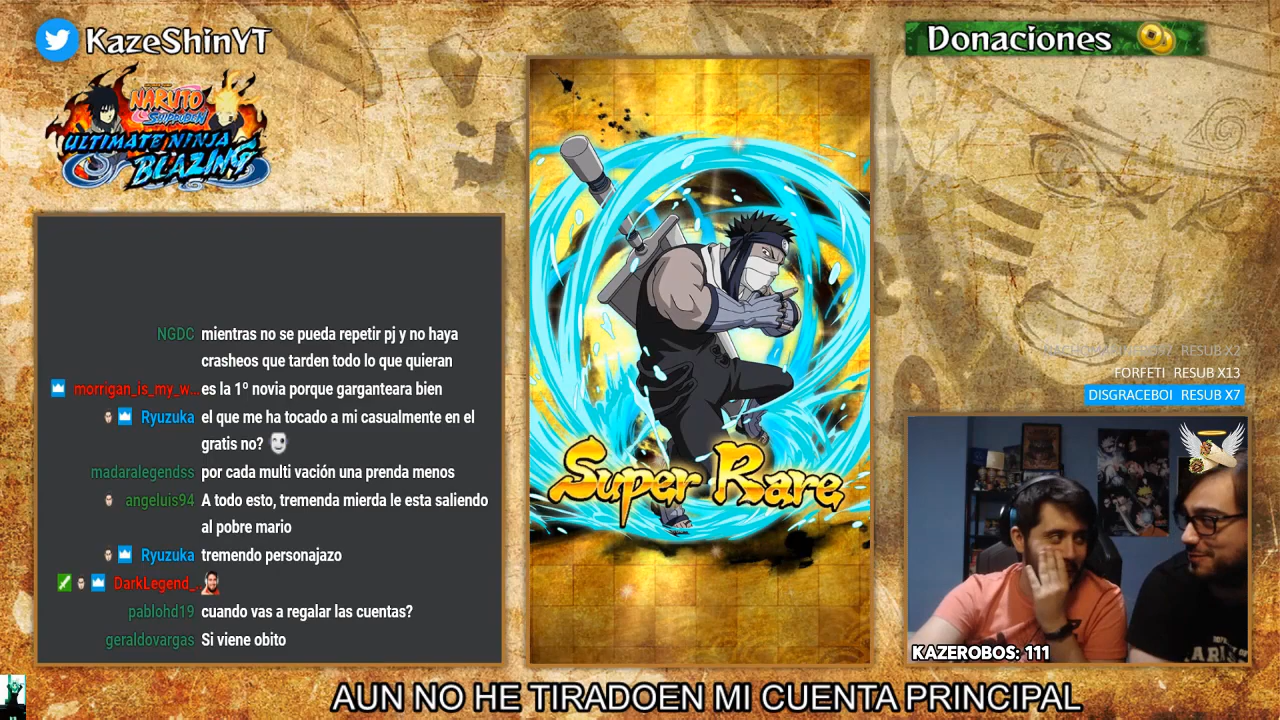 KazeShinYT
NARUTO
SHIPPUDEN
ULTIMATE NINJA
BLAZING
Donaciones
NGDC mientras no se pueda repetir pj y no haya
crasheos que tarden todo lo que quieran
morrigan_is_my_w... es la 1º novia porque garganteara bien
Ryuzuka el que me ha tocado a mi casualmente en el
gratis no?
madaralegendss por cada multi vación una prenda menos
angeluis94 A todo esto, tremenda mierda le esta saliendo
al pobre mario
Ryuzuka tremendo personajazo
DarkLegend_...
pablohd19 cuando vas a regalar las cuentas?
geraldovargas Si viene obito
Super Rare
RESUB X2
FORFETI RESUB X13
DISGRACEBOI RESUB X7
KAZEROBOS: 111
AUN NO HE TIRADOEN MI CUENTA PRINCIPAL